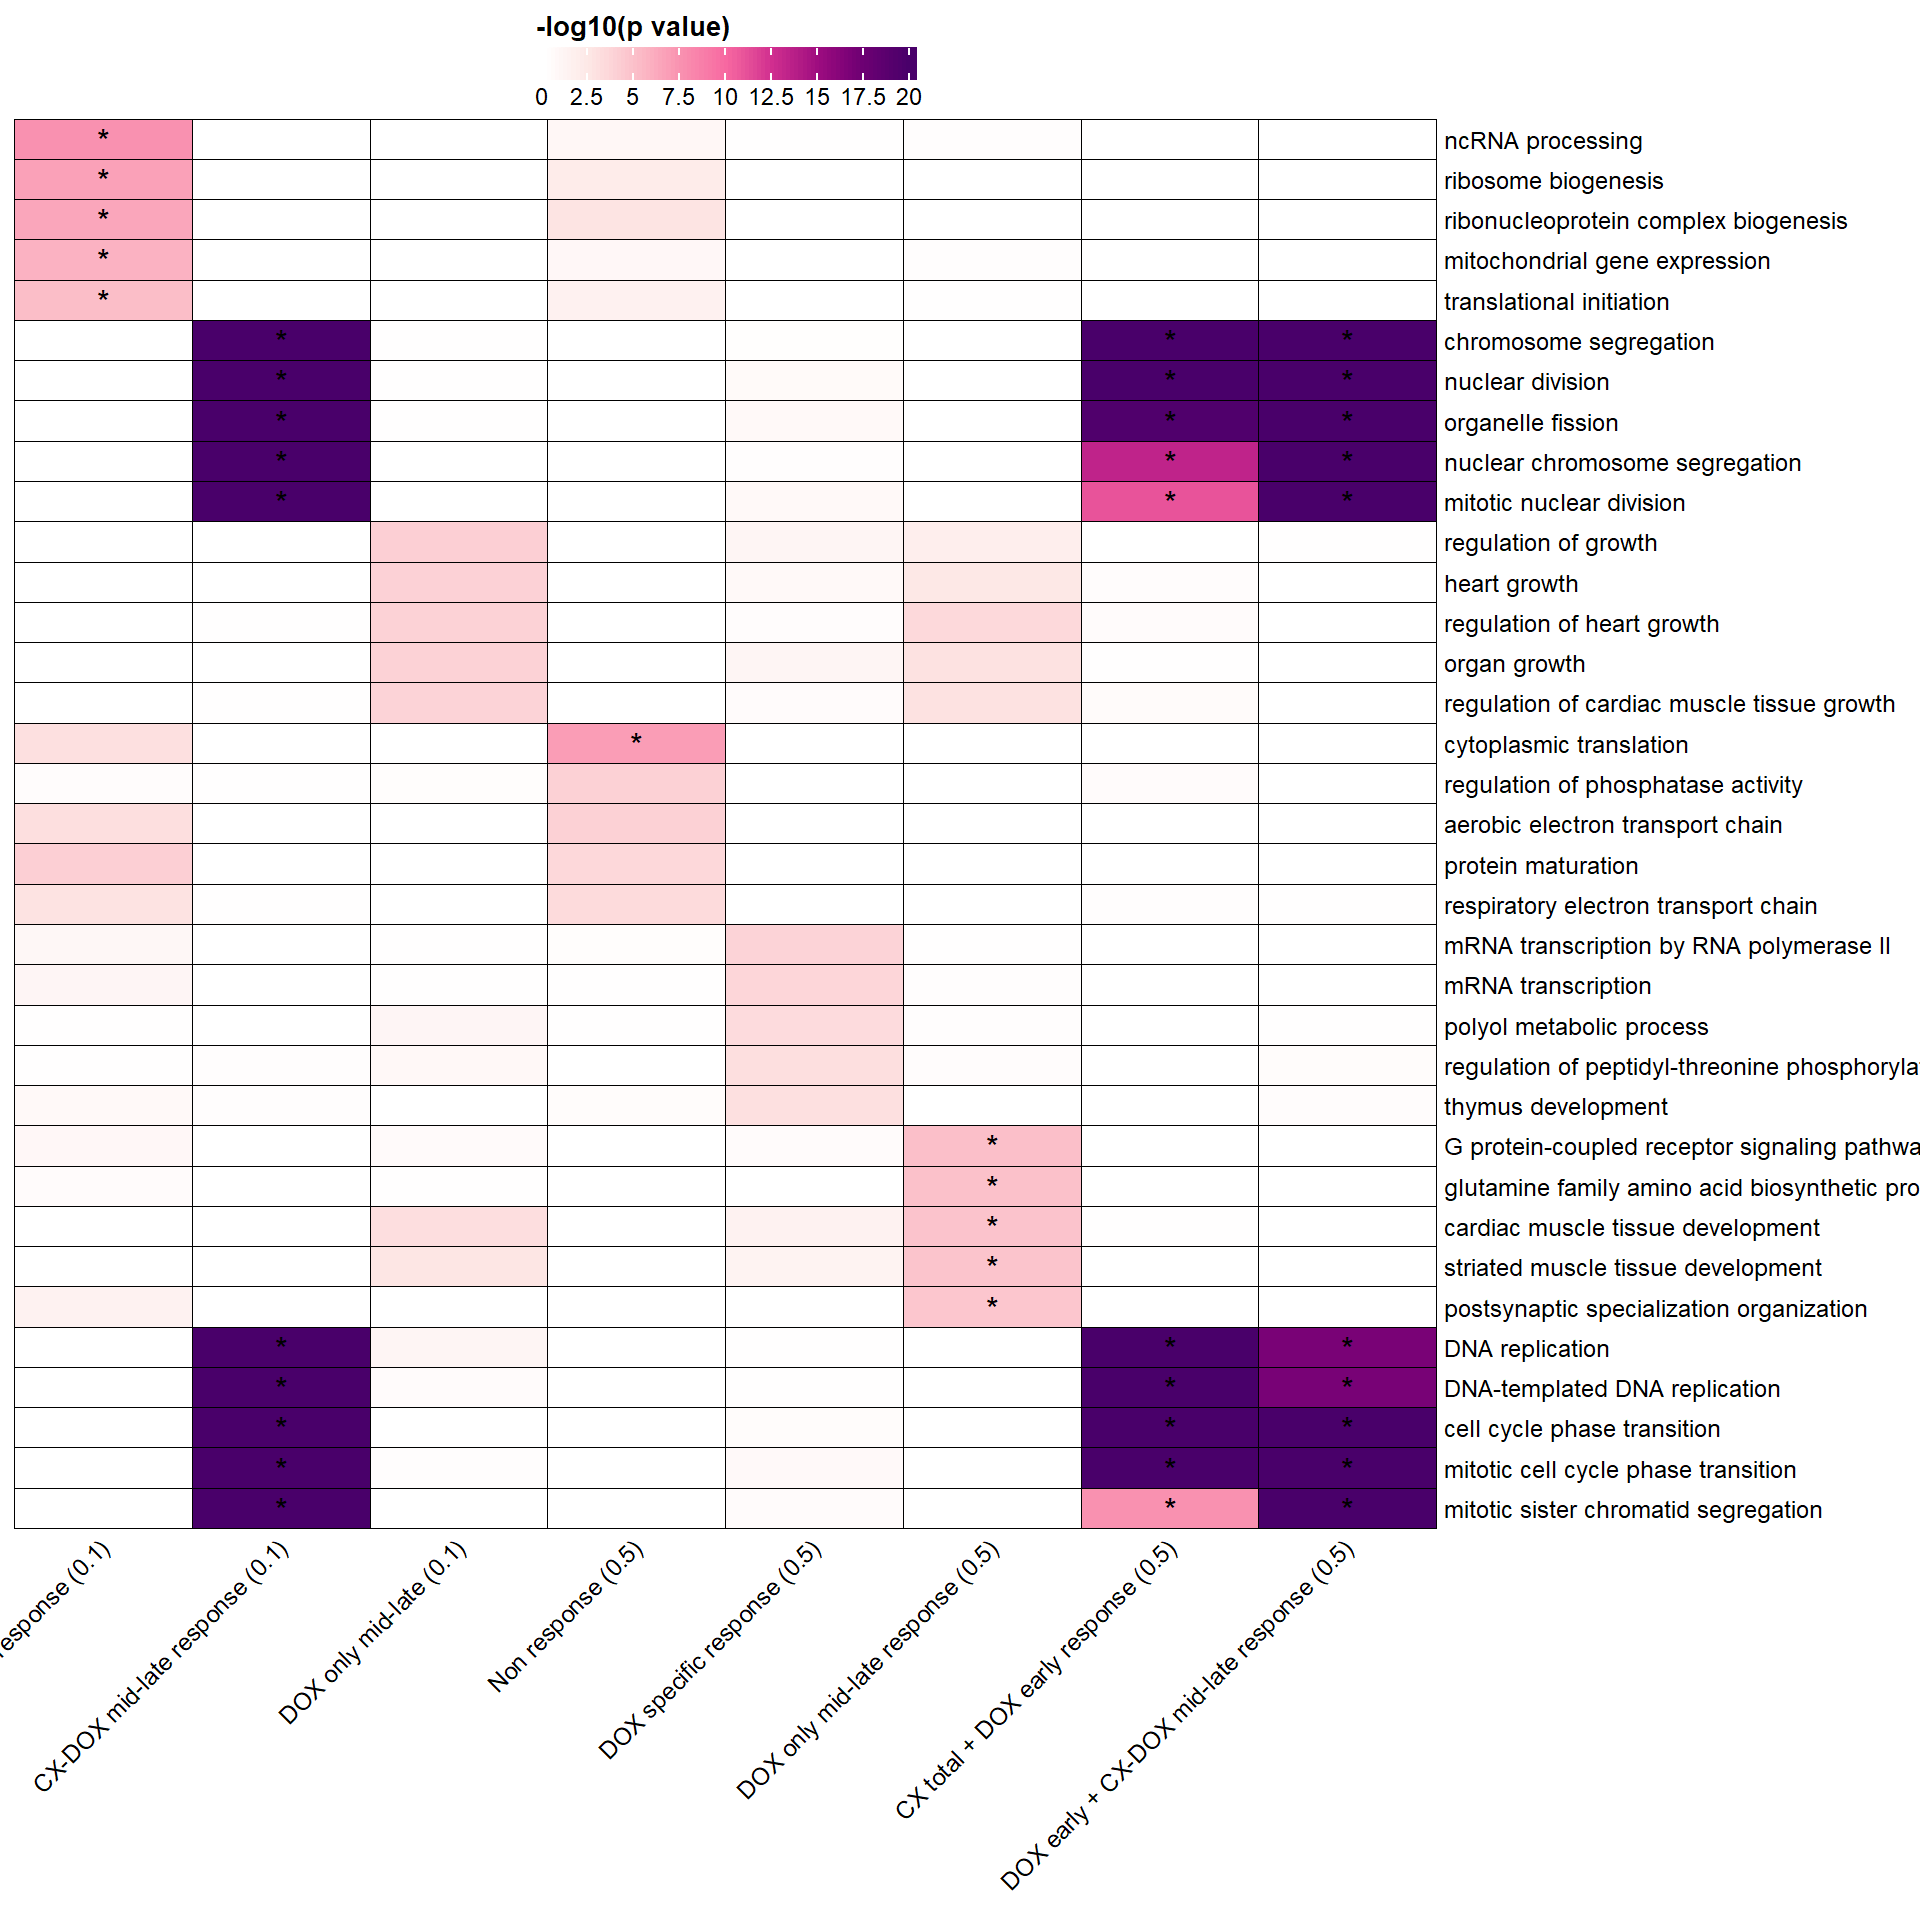 -log10(p value)
0 2.5 5 7.5 10 12.5 15 17.5 20
* ncRNA processing
* ribosome biogenesis
* ribonucleoprotein complex biogenesis
* mitochondrial gene expression
* translational initiation
* * * chromosome segregation
* * * nuclear division
* * * organelle fission
* * * nuclear chromosome segregation
* * * mitotic nuclear division
regulation of growth
heart growth
regulation of heart growth
organ growth
regulation of cardiac muscle tissue growth
* cytoplasmic translation
regulation of phosphatase activity
aerobic electron transport chain
protein maturation
respiratory electron transport chain
mRNA transcription by RNA polymerase II
mRNA transcription
polyol metabolic process
regulation of peptidyl-threonine
thymus development
* G protein-coupled receptor signaling
* glutamine family amino acid biosynthetic
* cardiac muscle tissue development
* striated muscle tissue development
* postsynaptic specialization organization
* * * DNA replication
* * * DNA-templated DNA replication
* * * cell cycle phase transition
* * * mitotic cell cycle phase transition
* * * mitotic sister chromatid segregation
(0.1)
CX-DOX mid-late response (0.1)
DOX only mid-late (0.1)
Non response (0.5)
DOX specific response (0.5)
DOX only mid-late response (0.5)
CX total + DOX early response (0.5)
DOX early + CX-DOX mid-late response (0.5)